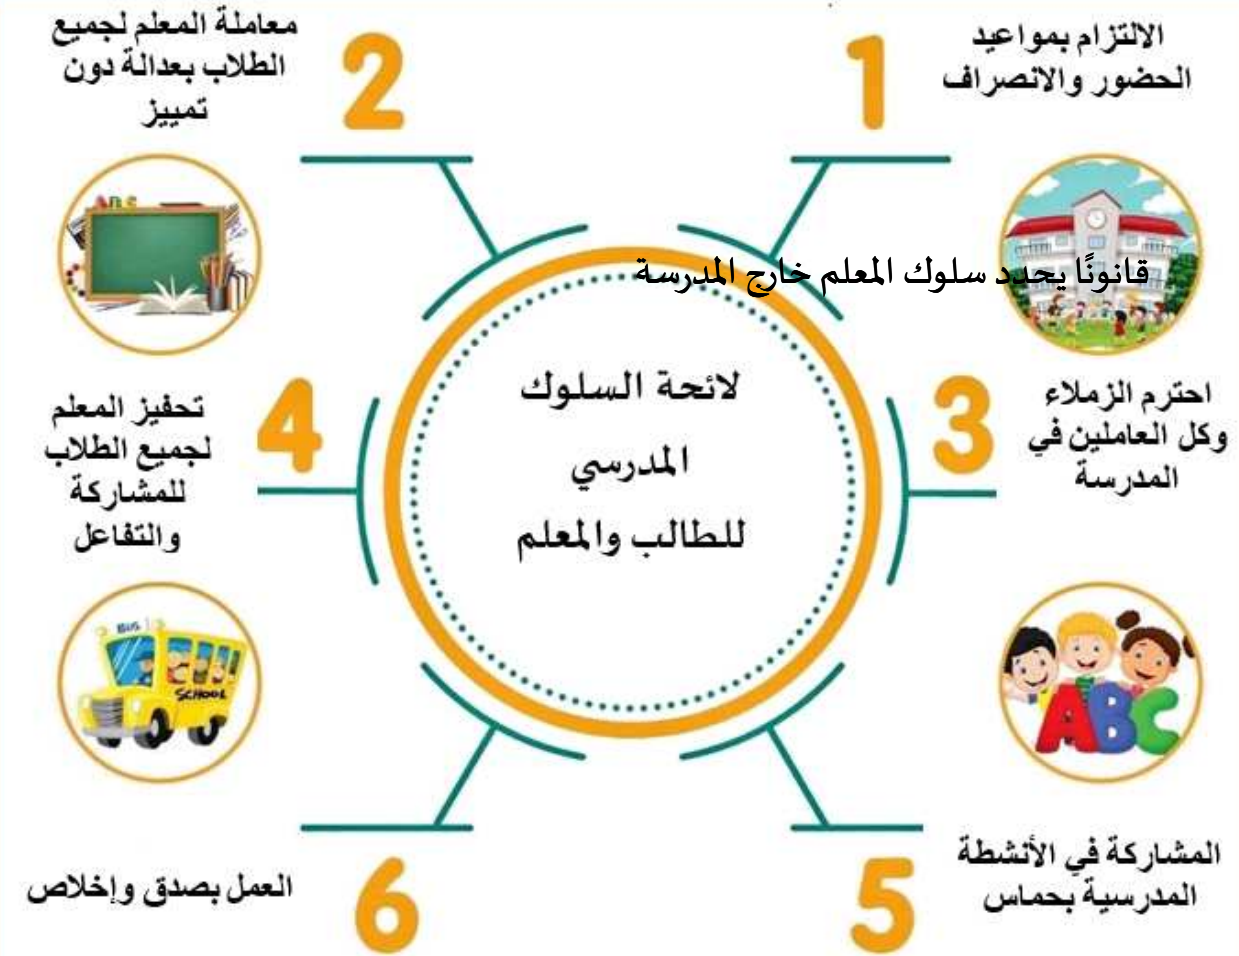 1
الالتزام بمواعيد
الحضور والانصراف
2
معاملة المعلم لجميع
الطلاب بعدالة دون
تمييز
ABC
قانونًا يحدد سلوك المعلم خارج المدرسة
لائحة السلوك
المدرسي
للطالب والمعلم
3
احترم الزملاء
وكل العاملين في
المدرسة
4
تحفيز المعلم
لجميع الطلاب
للمشاركة
والتفاعل
BUS
SCHOOL
ABC
5
المشاركة في الأنشطة
المدرسية بحماس
6
العمل بصدق وإخلاص